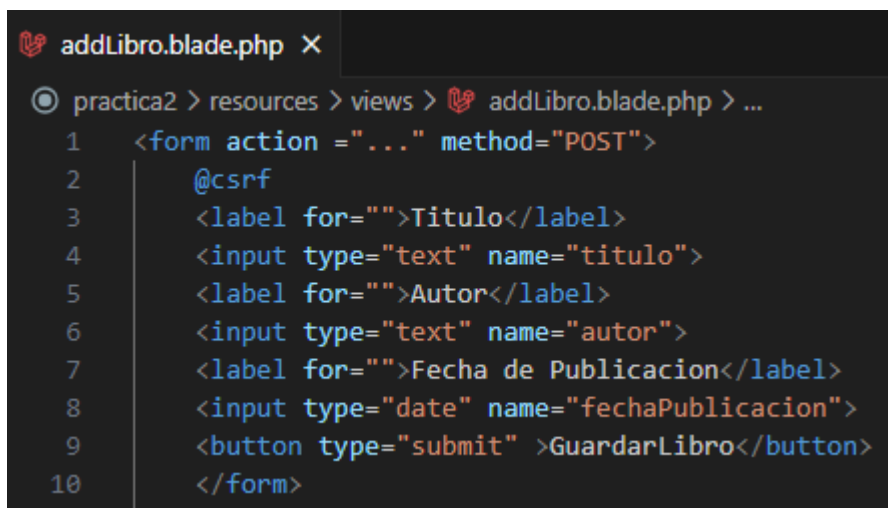 addLibro.blade.php ×
practica2 > resources > views > addLibro.blade.php > ...
1 <form action ="..." method="POST">
2 @csrf
3 <label for="">Titulo</label>
4 <input type="text" name="titulo">
5 <label for="">Autor</label>
6 <input type="text" name="autor">
7 <label for="">Fecha de Publicacion</label>
8 <input type="date" name="fechaPublicacion">
9 <button type="submit" >GuardarLibro</button>
10 </form>